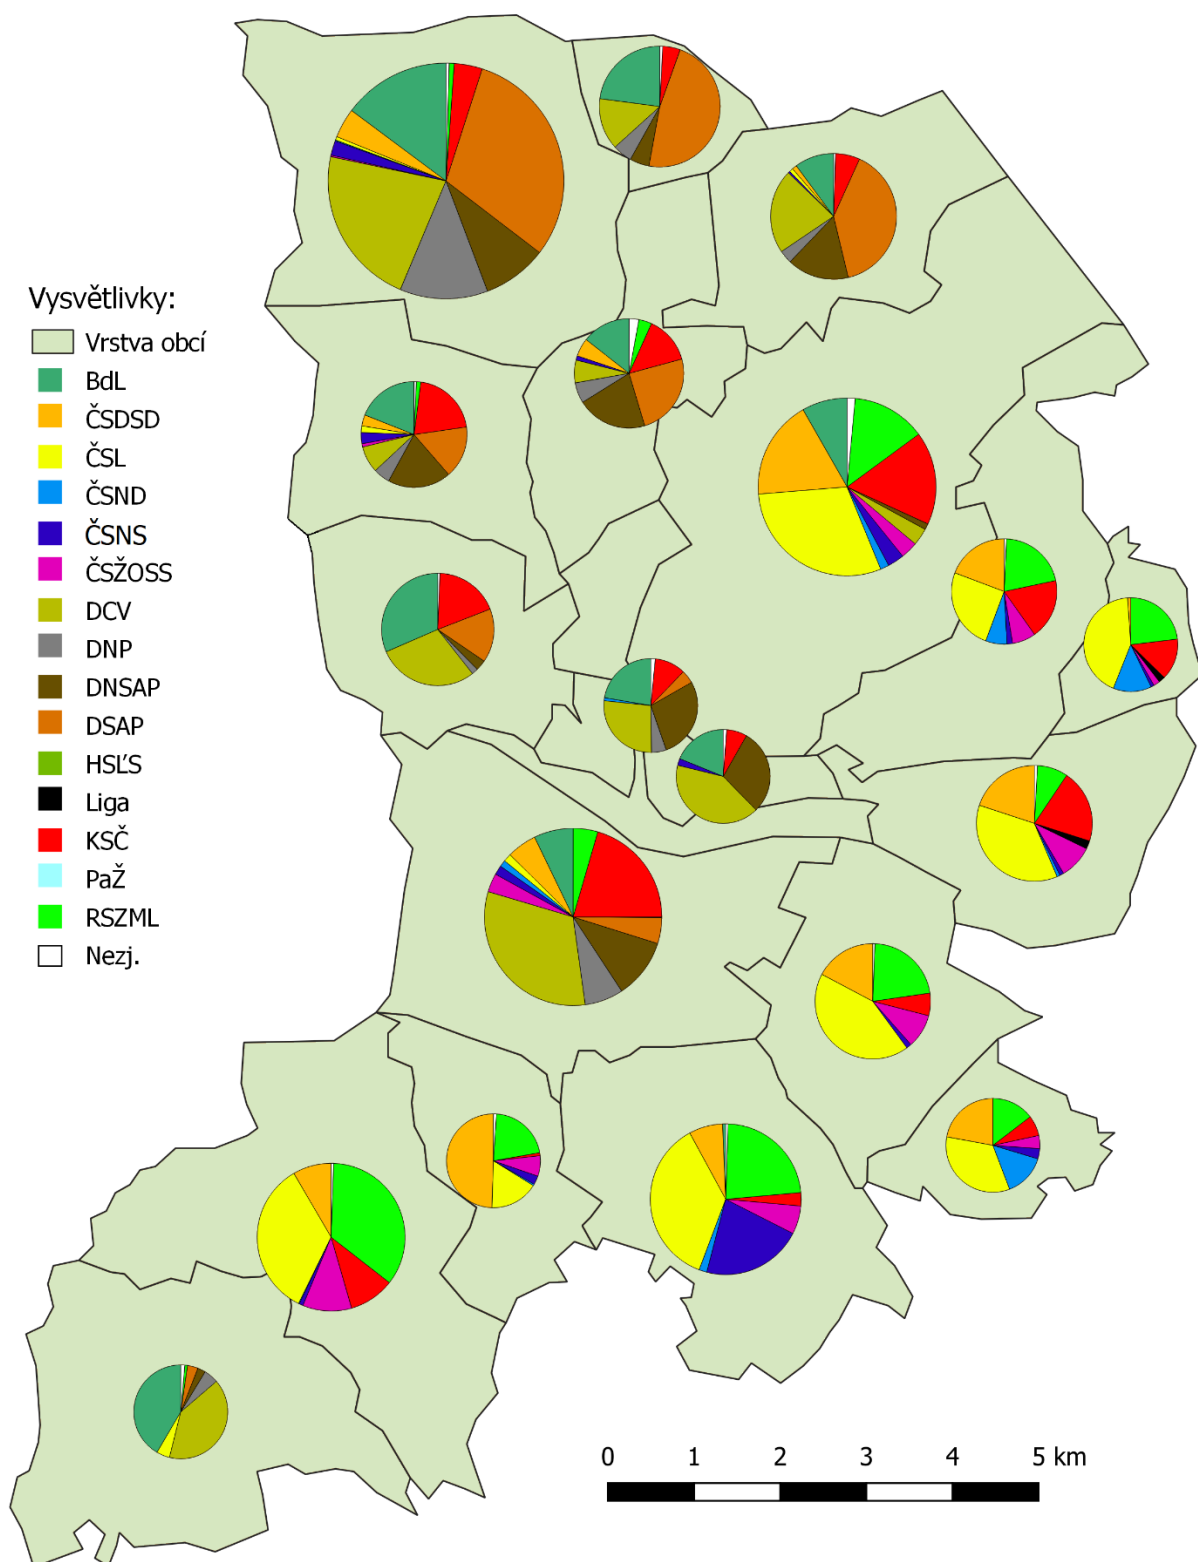 Vysvětlivky:
Vrstva obcí
BdL
ČSDSD
ČSL
ČSND
ČSNS
ČSŽOSS
DCV
DNP
DNSAP
DSAP
HSĽS
Liga
KSČ
PaŽ
RSZML
Nezj.
0 1 2 3 4 5 km